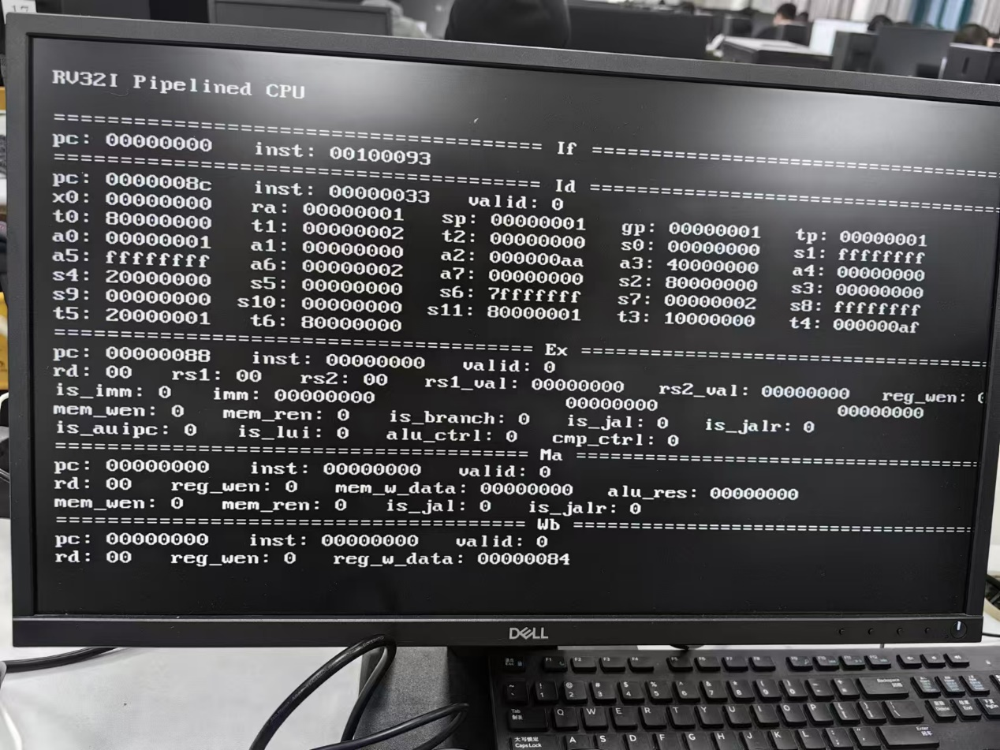 RV32I Pipelined CPU
======================================================= If ==========================================
pc: 00000000 inst: 00100093
======================================================= Id ==========================================
pc: 0000008c inst: 00000033 valid: 0
x0: 00000000 ra: 00000001 sp: 00000001 gp: 00000001 tp: 00000001
t0: 80000000 t1: 00000002 t2: 00000000 s0: 00000000 s1: ffffffff
a0: 00000001 a1: 00000000 a2: 000000aa a3: 40000000 a4: 00000000
a5: ffffffff a6: 00000002 a7: 00000000 s2: 80000000 s3: 00000000
s4: 20000000 s5: 00000000 s6: 7fffffff s7: 00000002 s8: ffffffff
s9: 00000000 s10: 00000000 s11: 80000001 t3: 10000000 t4: 000000af
t5: 20000001 t6: 80000000
======================================================= Ex ==========================================
pc: 00000088 inst: 00000000 valid: 0
rd: 00 rs1: 00 rs2: 00 rs1_val: 00000000 rs2_val: 00000000 reg_wen: 0
is_imm: 0 imm: 00000000 00000000 00000000
mem_wen: 0 mem_ren: 0 is_branch: 0 is_jal: 0 is_jalr: 0
is_auipc: 0 is_lui: 0 alu_ctrl: 0 cmp_ctrl: 0
======================================================= Ma ==========================================
pc: 00000000 inst: 00000000 valid: 0
rd: 00 reg_wen: 0 mem_w_data: 00000000 alu_res: 00000000
mem_wen: 0 mem_ren: 0 is_jal: 0 is_jalr: 0
======================================================= Wb ==========================================
pc: 00000000 inst: 00000000 valid: 0
rd: 00 reg_wen: 0 reg_w_data: 00000084
DELL